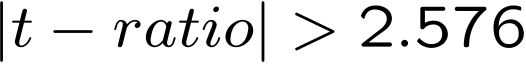 |t − ratio| > 2.576